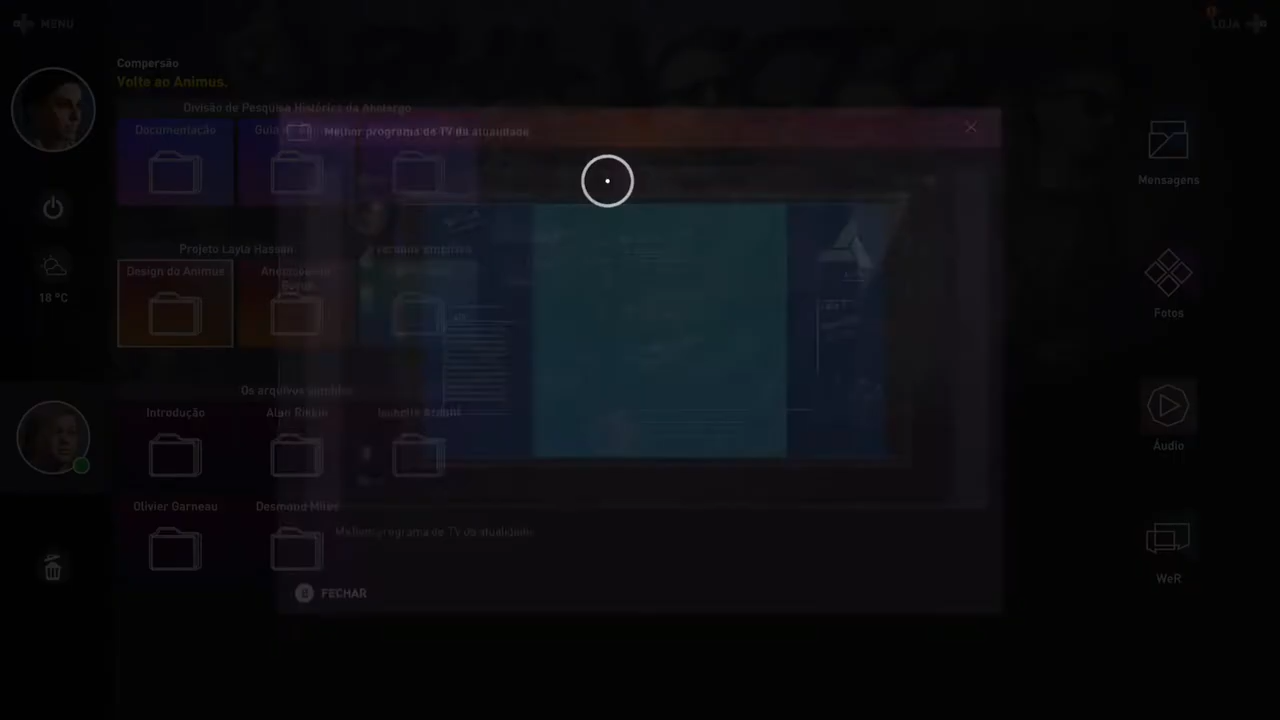 MENU
LOJA
Compersão
Volte ao Animus.
Divisão de Pesquisa Histórica da Abstergo
Documentação
Guia
Melhor programa de TV da atualidade
Mensagens
Projeto Layla Hassan
Design do Animus
18 °C
Fotos
Os arquivos
Introdução
Alan Rikkin
Áudio
Olivier Garneau
Desmond Miles
Melhor programa de TV da atualidade
WeR
B FECHAR